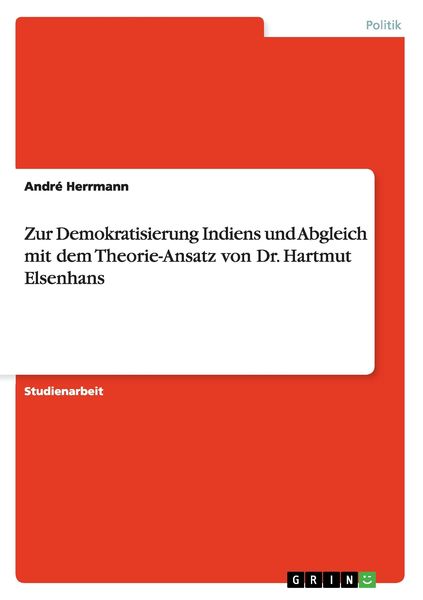 Politik
André Herrmann
Zur Demokratisierung Indiens und Abgleich
mit dem Theorie-Ansatz von Dr. Hartmut
Elsenhans
Studienarbeit
GRIN